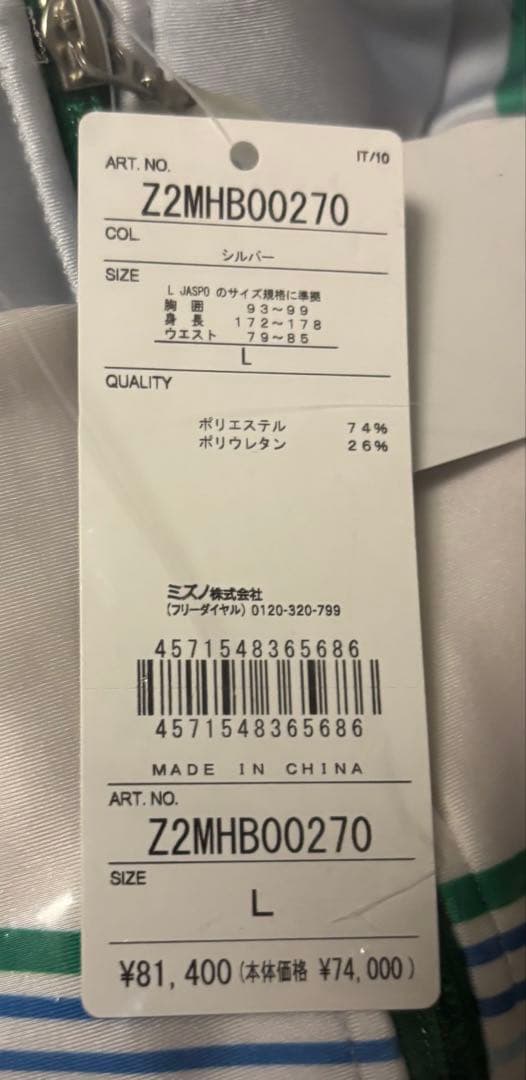 ART. NO.
IT/10
Z2MHB00270
COL.
シルバー
SIZE
L JASPO のサイズ規格に準拠
胸 囲 93～99
身 長 172～178
ウエスト 79～85
L
QUALITY
ポリエステル 74%
ポリウレタン 26%
ミズノ株式会社
(フリーダイヤル) 0120-320-799
4571548365686
4571548365686
MADE IN CHINA
ART. NO.
Z2MHB00270
SIZE
L
¥81,400(本体価格 ¥74,000)